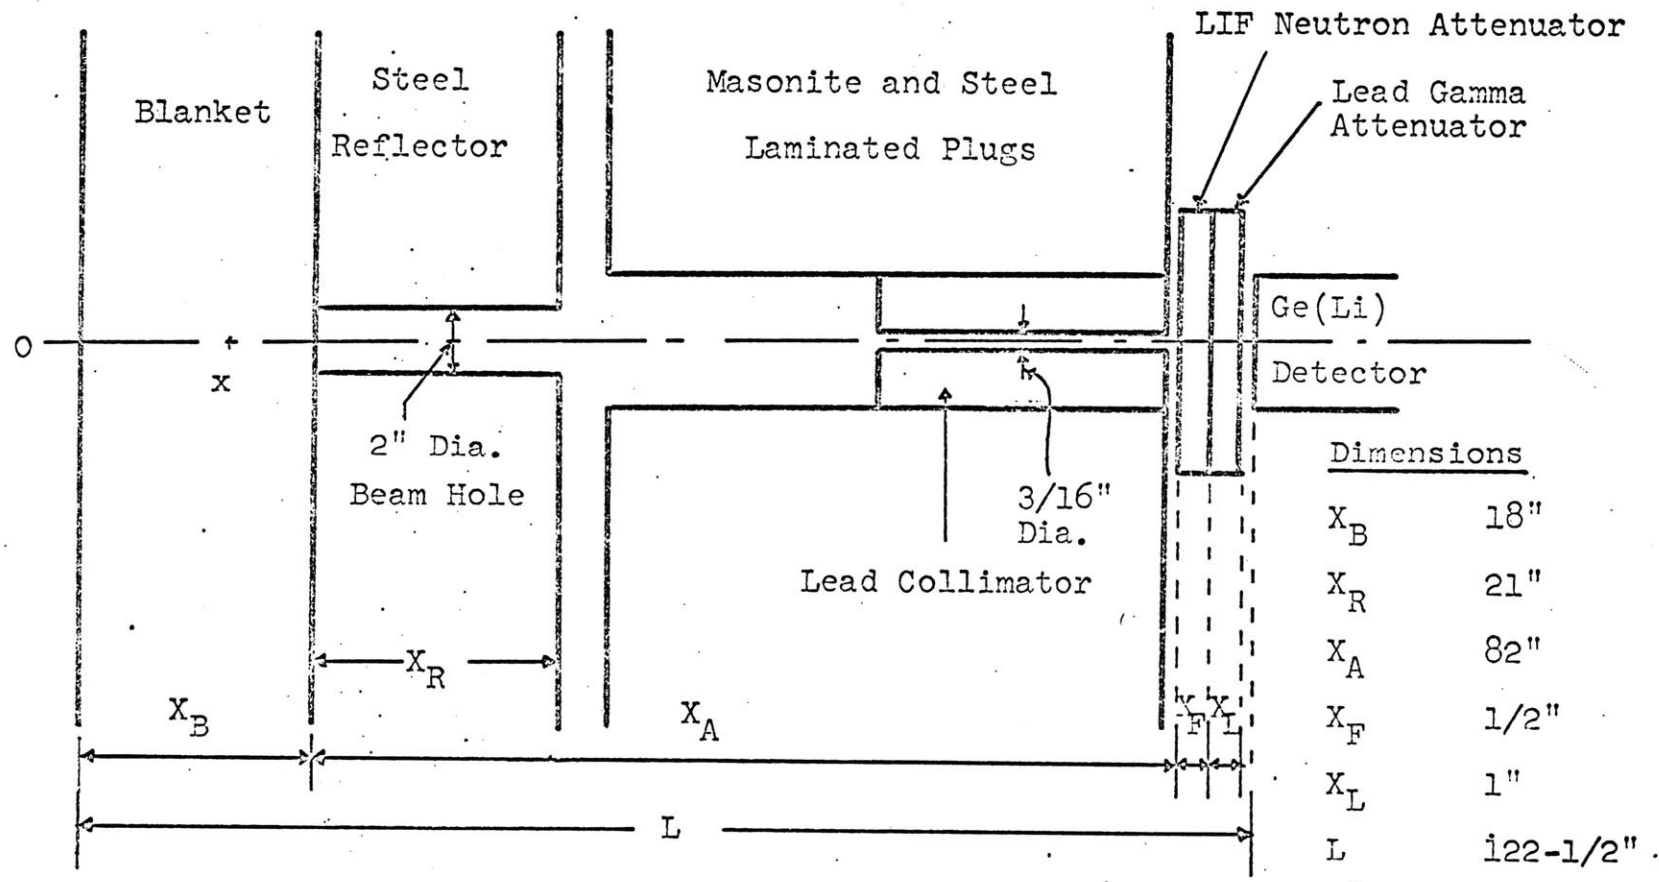 LIF Neutron Attenuator
Lead Gamma
Attenuator
Steel
Reflector
Blanket
Masonite and Steel
Laminated Plugs
Ge(Li)
Detector
O
x
2" Dia.
Beam Hole
3/16"
Dia.
Lead Collimator
X_R
X_B
X_A
X_F
X_L
L
Dimensions
X_B 18"
X_R 21"
X_A 82"
X_F 1/2"
X_L 1"
L 122-1/2"